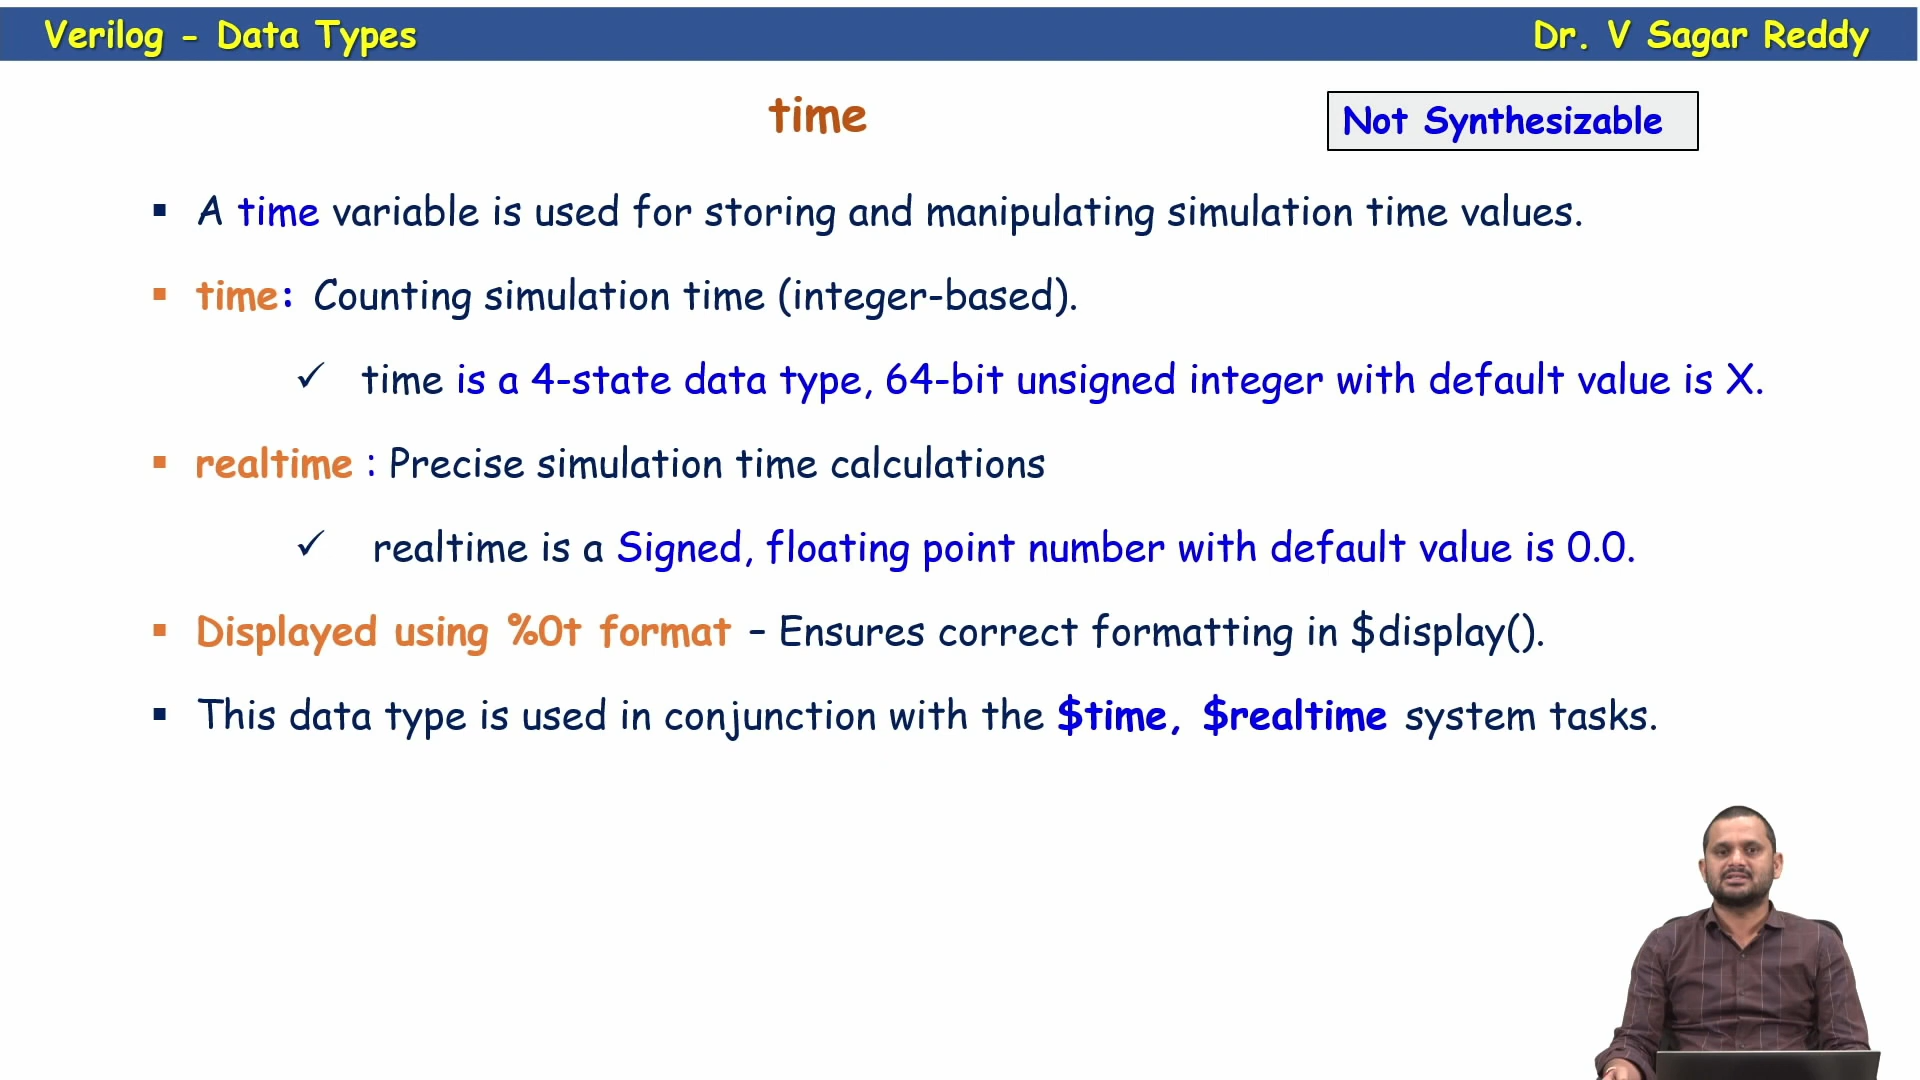 Verilog - Data Types
Dr. V Sagar Reddy
time
Not Synthesizable
▪ A time variable is used for storing and manipulating simulation time values.
▪ time: Counting simulation time (integer-based).
✓ time is a 4-state data type, 64-bit unsigned integer with default value is X.
▪ realtime : Precise simulation time calculations
✓ realtime is a Signed, floating point number with default value is 0.0.
▪ Displayed using %0t format – Ensures correct formatting in $display().
▪ This data type is used in conjunction with the $time, $realtime system tasks.